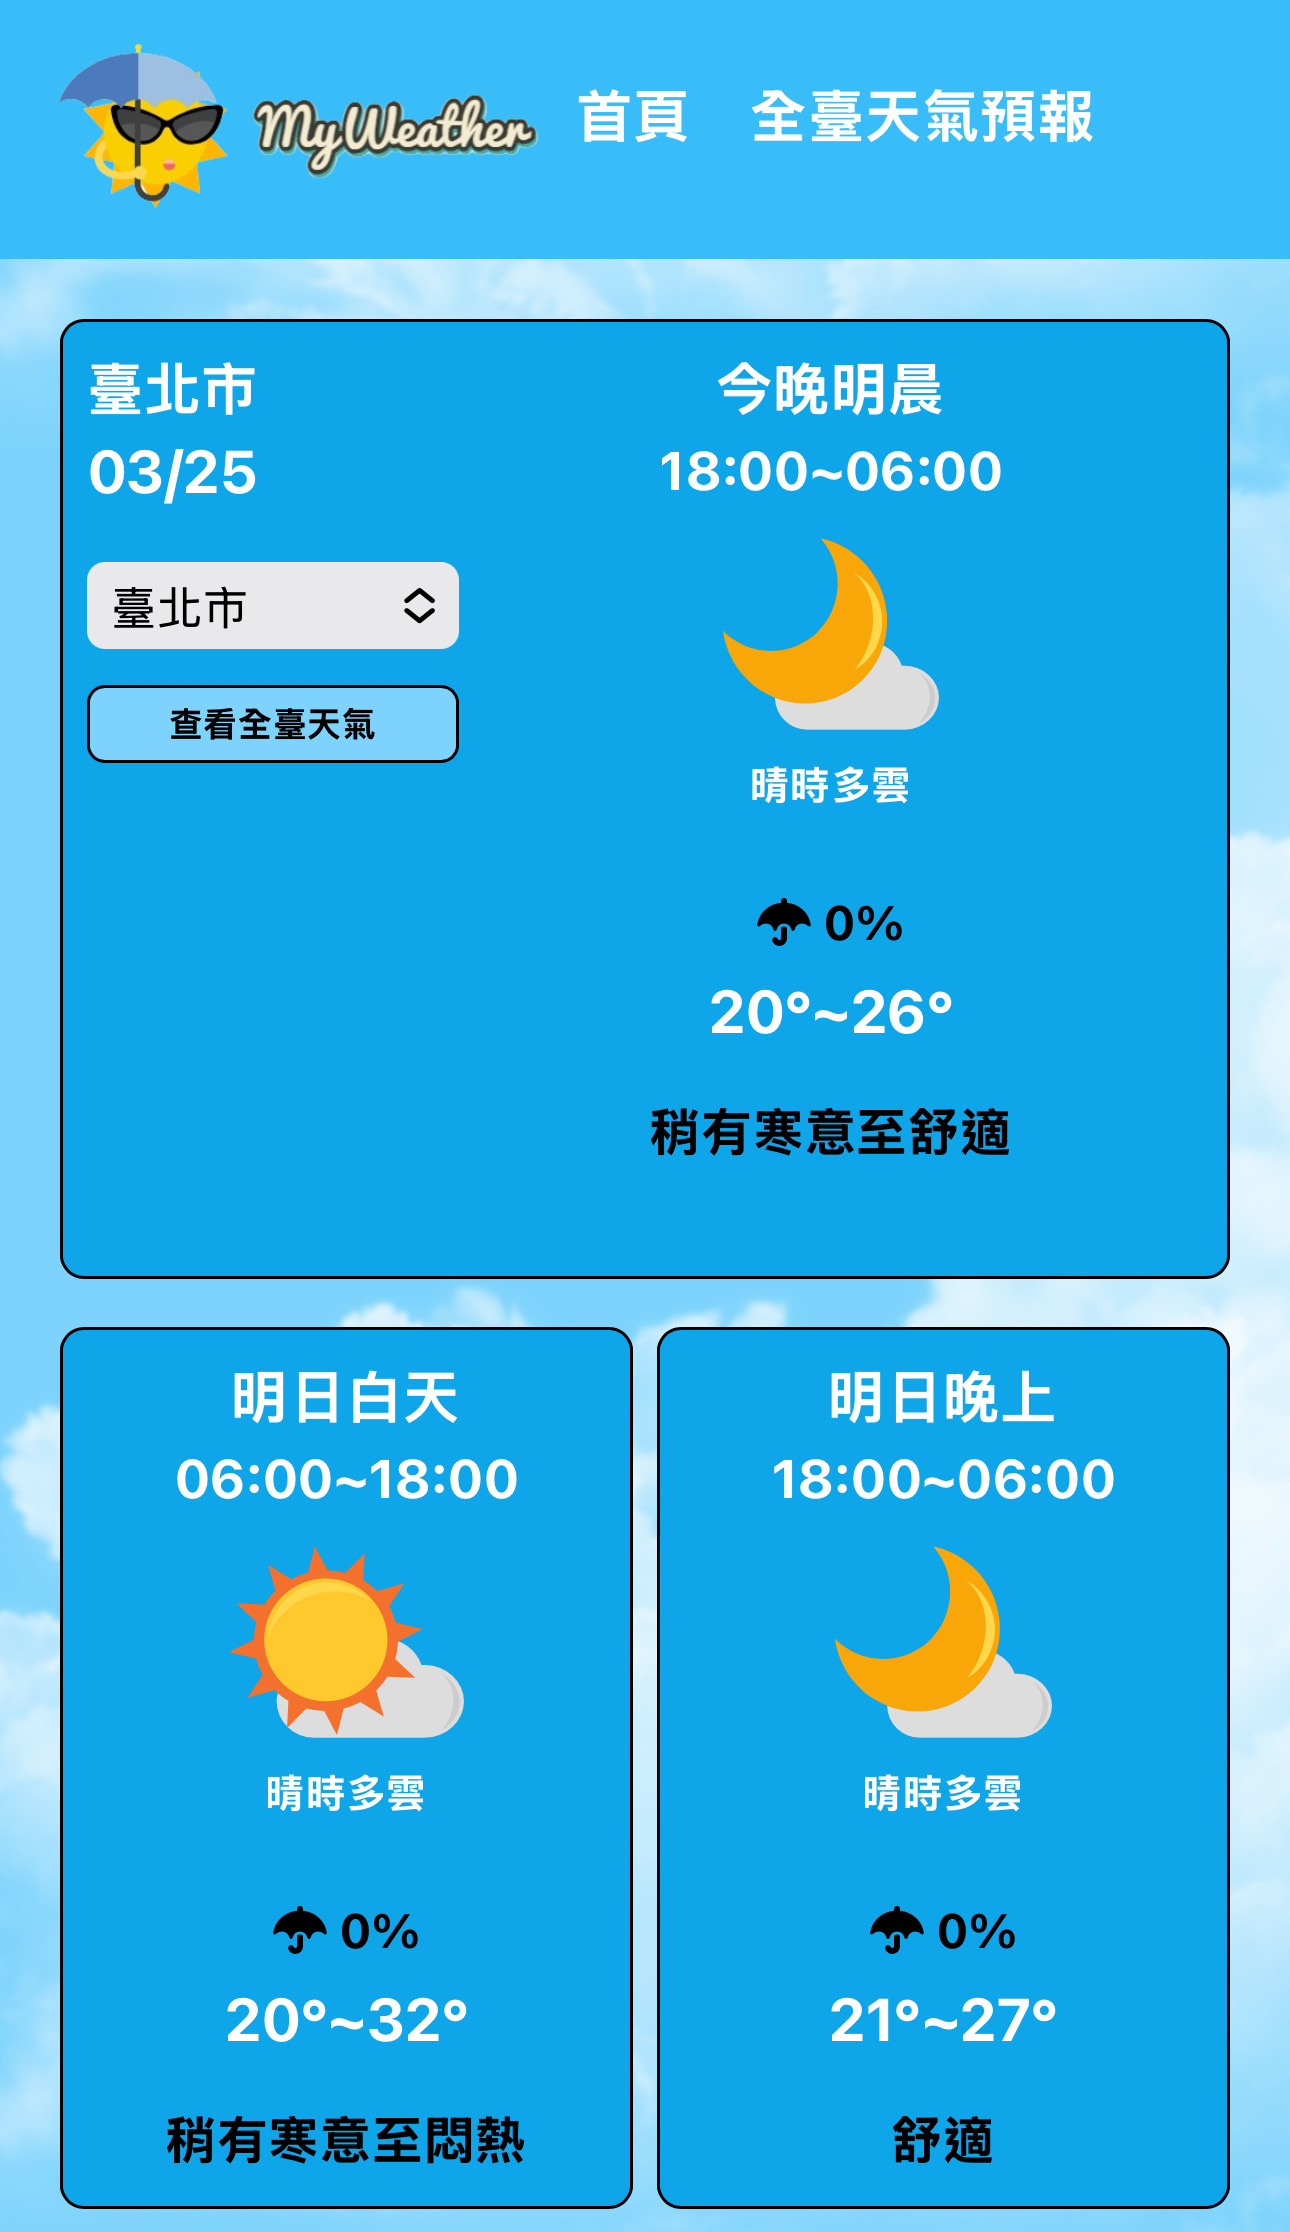 MyWeather
首頁 全臺天氣預報
臺北市
03/25
臺北市
查看全臺天氣
今晚明晨
18:00~06:00
晴時多雲
0%
20°~26°
稍有寒意至舒適
明日白天
06:00~18:00
晴時多雲
0%
20°~32°
稍有寒意至悶熱
明日晚上
18:00~06:00
晴時多雲
0%
21°~27°
舒適